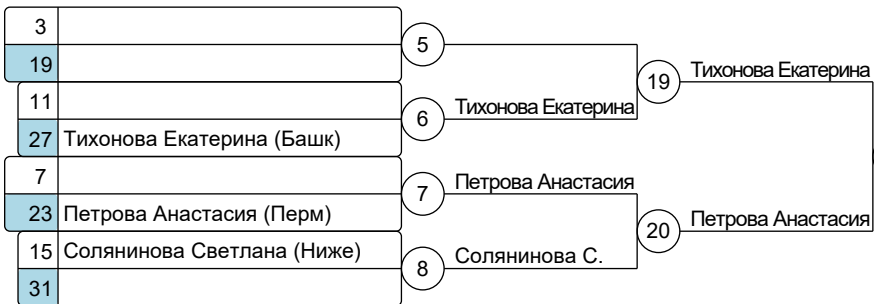 3
19
5
11
27 Тихонова Екатерина (Башк)
6
Тихонова Екатерина
19
Тихонова Екатерина
7
23 Петрова Анастасия (Перм)
7
Петрова Анастасия
15 Солянинова Светлана (Ниже)
31
8
Солянинова С.
20
Петрова Анастасия